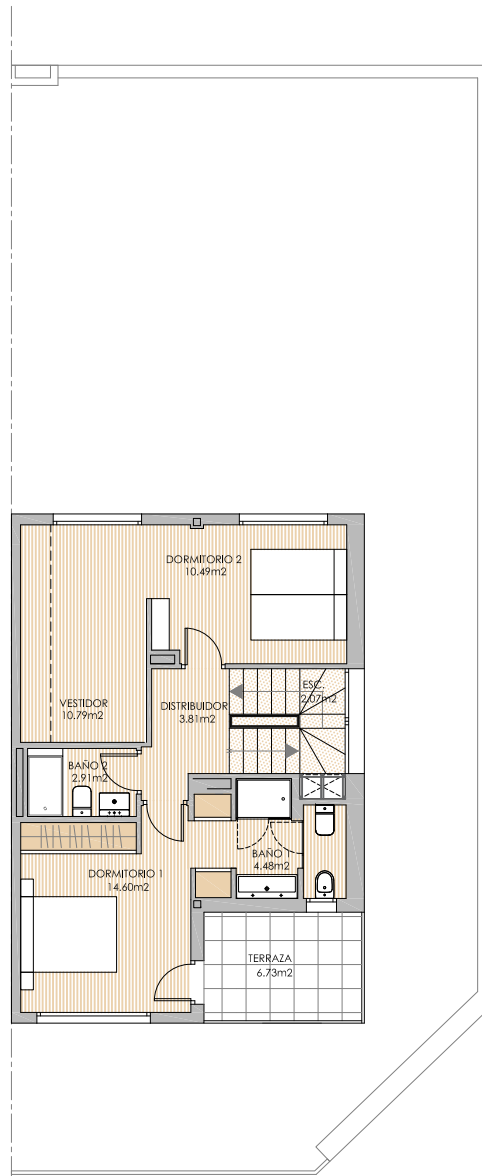 DORMITORIO 2
10.49m2
ESC.
2.07m2
VESTIDOR
10.79m2
DISTRIBUIDOR
3.81m2
BAÑO 2
2.91m2
BAÑO 1
4.48m2
DORMITORIO 1
14.60m2
TERRAZA
6.73m2